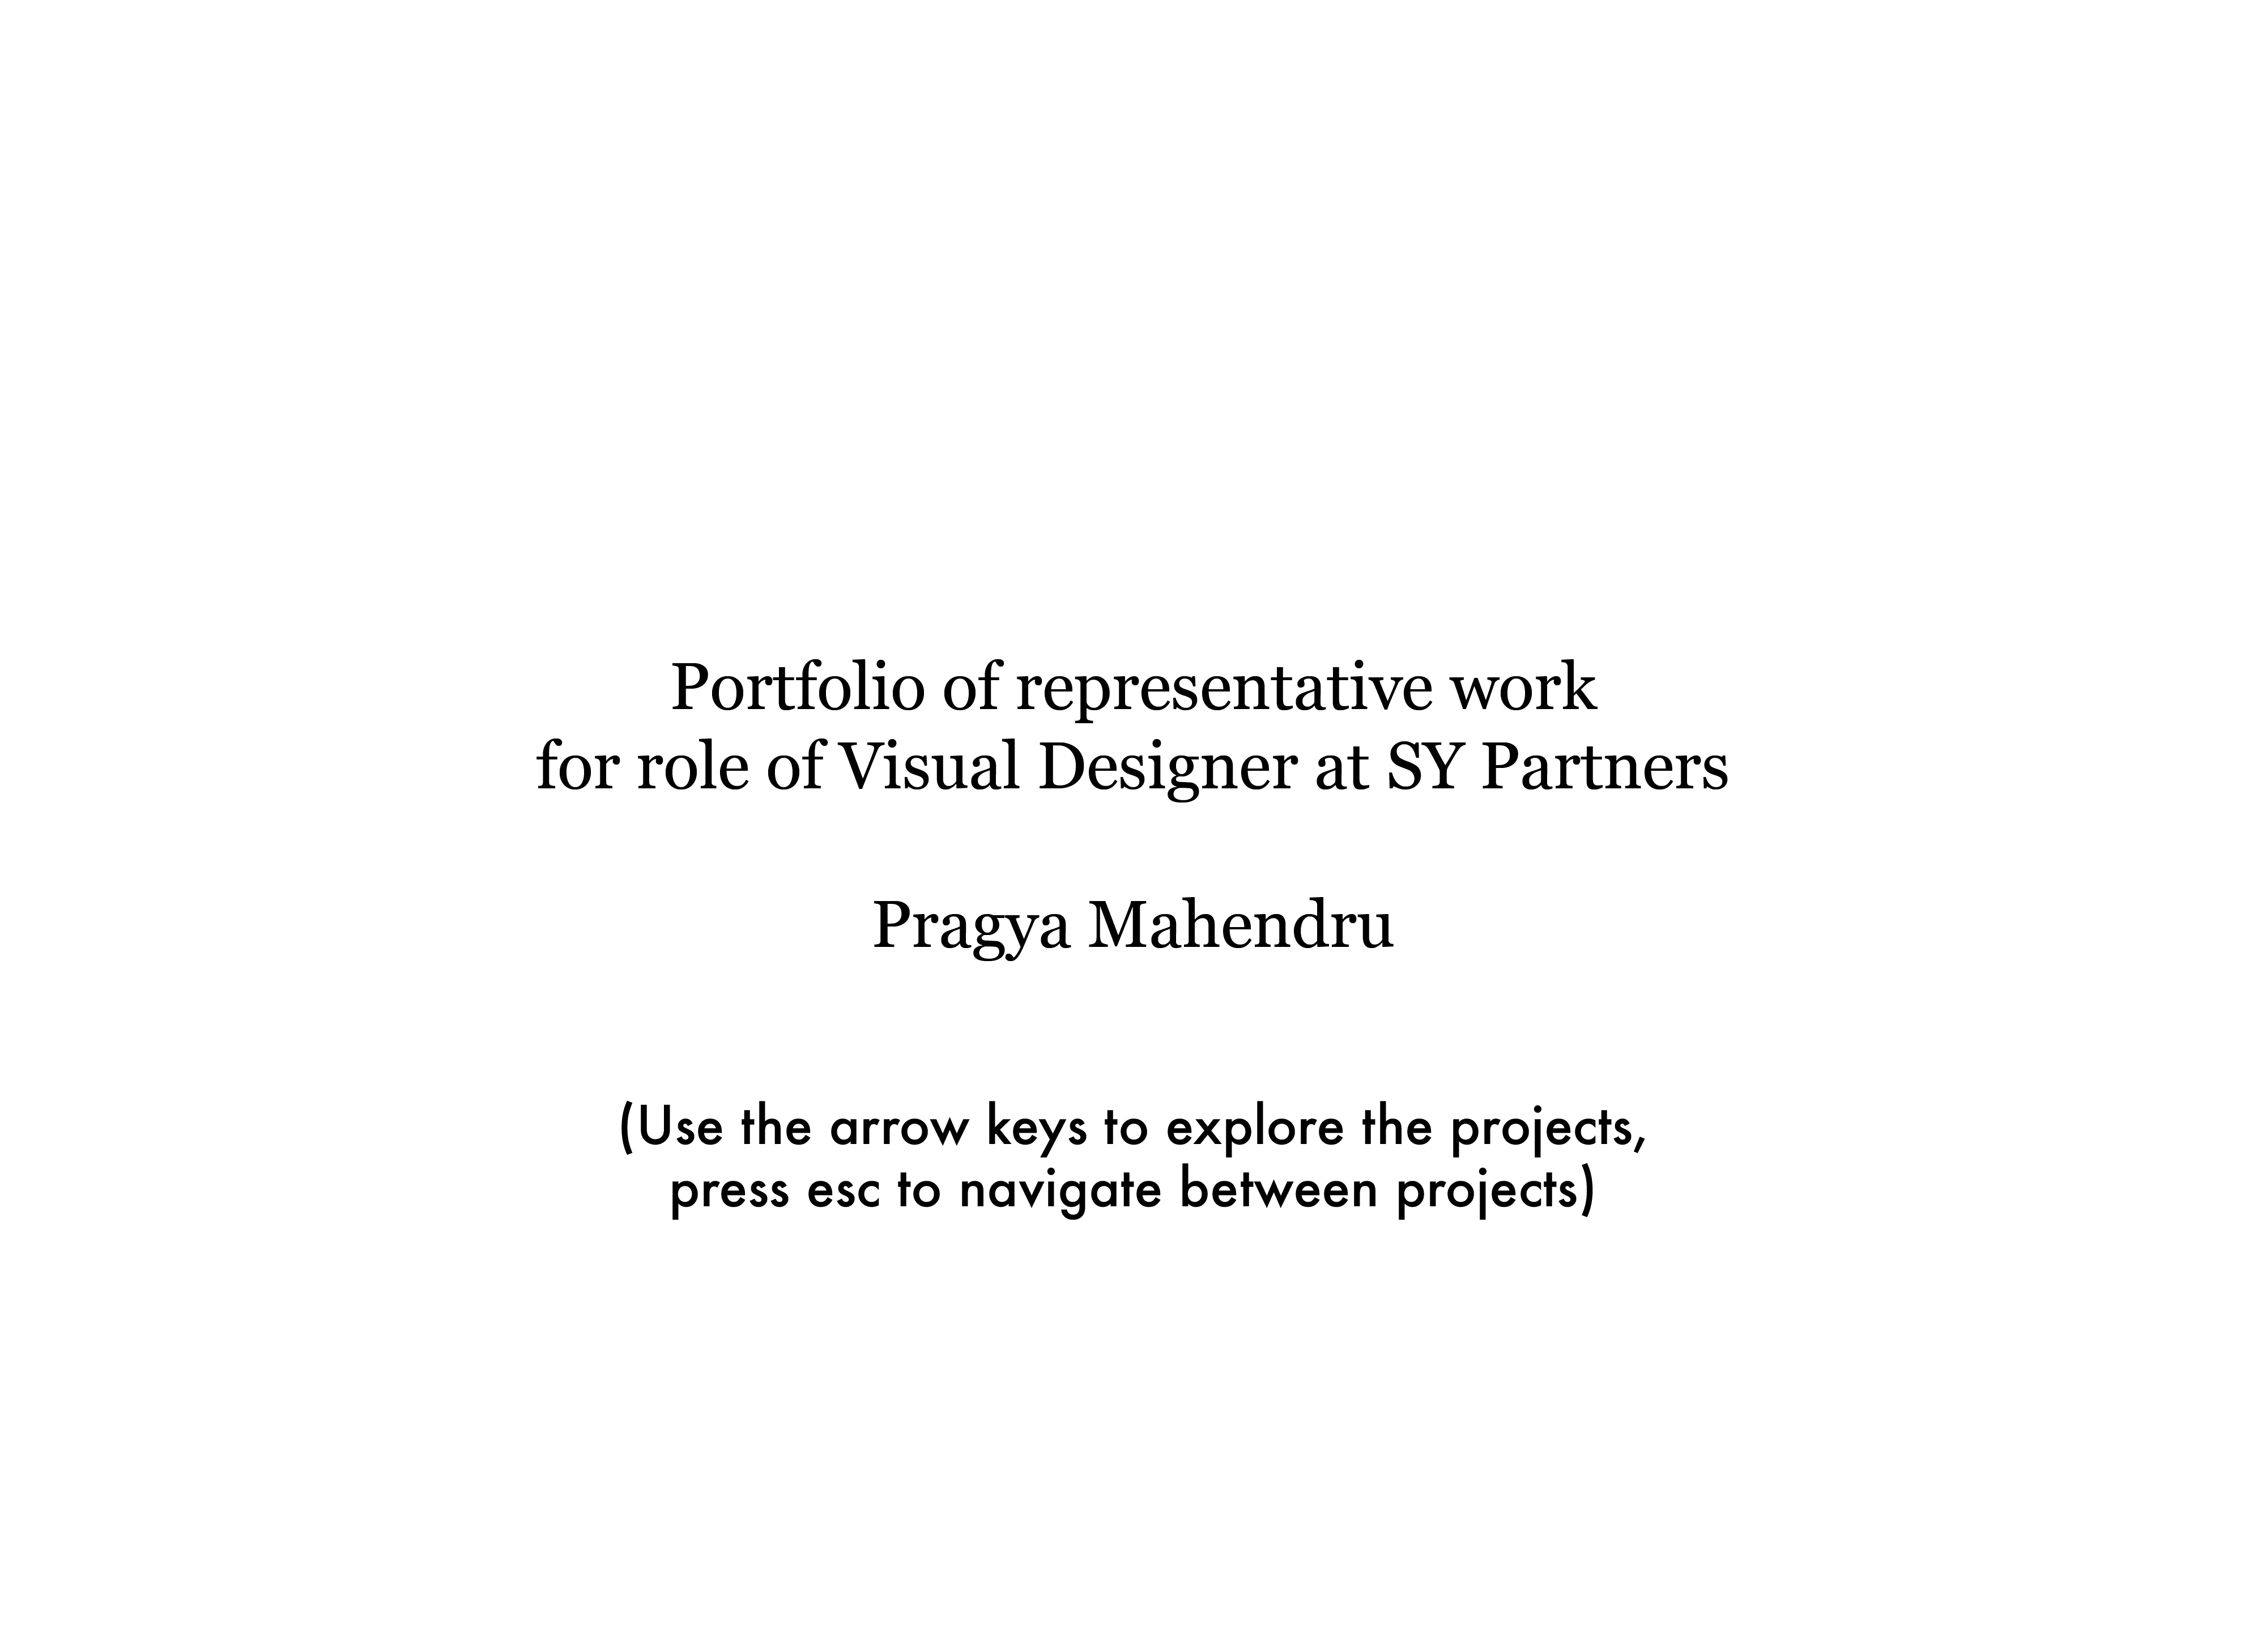 Portfolio of representative work
for role of Visual Designer at SY Partners
Pragya Mahendru
(Use the arrow keys to explore the projects,
press esc to navigate between projects)